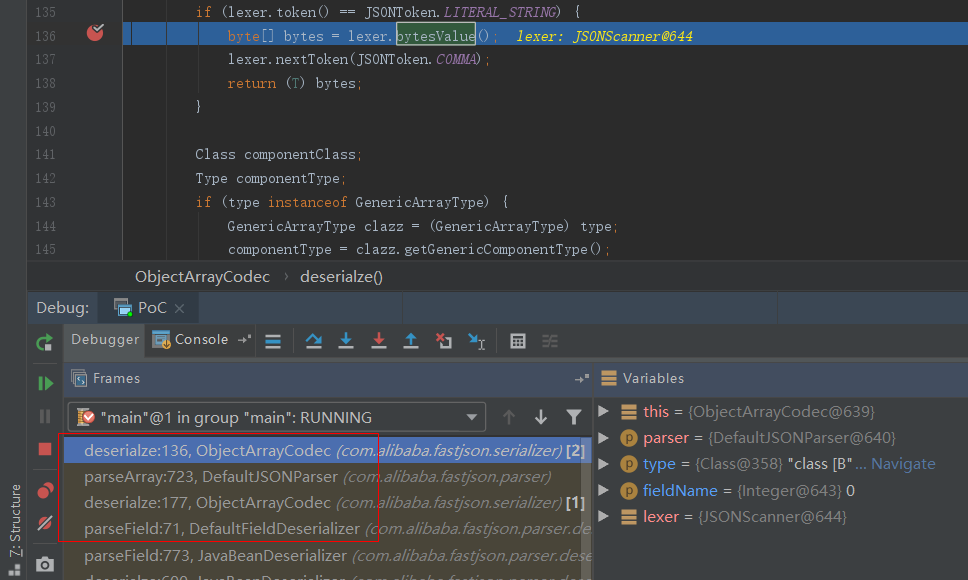 135 if (lexer.token() == JSONToken.LITERAL_STRING) {
136 byte[] bytes = lexer.bytesValue(); lexer: JSONScanner@644
137 lexer.nextToken(JSONToken.COMMA);
138 return (T) bytes;
139 }
140
141 Class componentClass;
142 Type componentType;
143 if (type instanceof GenericArrayType) {
144 GenericArrayType clazz = (GenericArrayType) type;
145 componentType = clazz.getGenericComponentType();
ObjectArrayCodec › deserialze()
Debug: PoC
Debugger Console
Frames
"main"@1 in group "main": RUNNING
deserialze:136, ObjectArrayCodec (com.alibaba.fastjson.serializer) [2]
parseArray:723, DefaultJSONParser (com.alibaba.fastjson.parser)
deserialze:177, ObjectArrayCodec (com.alibaba.fastjson.serializer) [1]
parseField:71, DefaultFieldDeserializer (com.alibaba.fastjson.parser.de
parseField:773, JavaBeanDeserializer (com.alibaba.fastjson.parser.dese
Variables
this = {ObjectArrayCodec@639}
parser = {DefaultJSONParser@640}
type = {Class@358} "class [B"... Navigate
fieldName = {Integer@643} 0
lexer = {JSONScanner@644}
Z: Structure